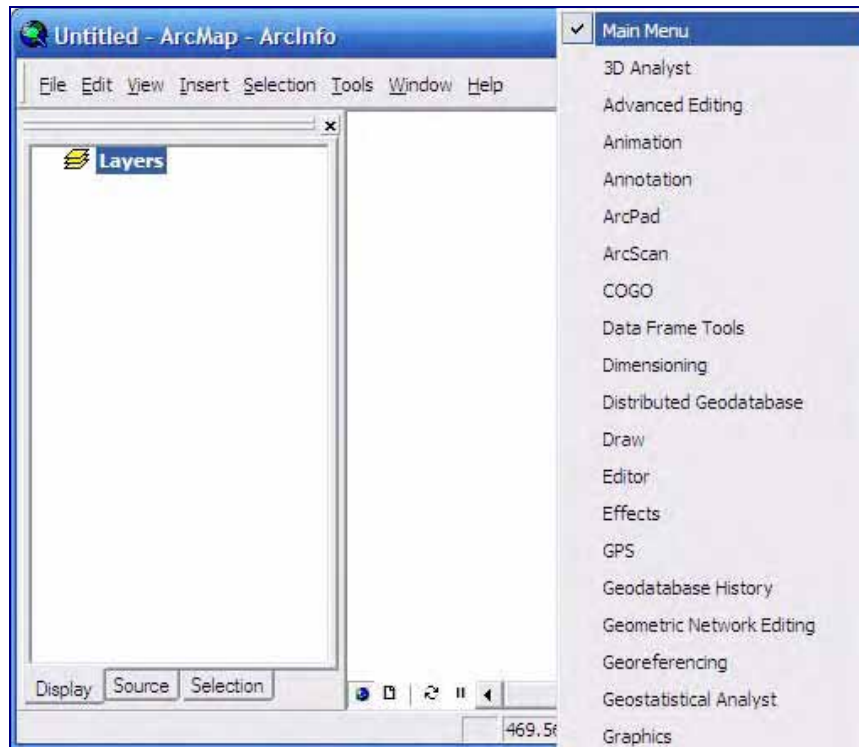 Untitled - ArcMap - ArcInfo
File Edit View Insert Selection Tools Window Help
Layers
Display Source Selection
469.56
Main Menu
3D Analyst
Advanced Editing
Animation
Annotation
ArcPad
ArcScan
COGO
Data Frame Tools
Dimensioning
Distributed Geodatabase
Draw
Editor
Effects
GPS
Geodatabase History
Geometric Network Editing
Georeferencing
Geostatistical Analyst
Graphics